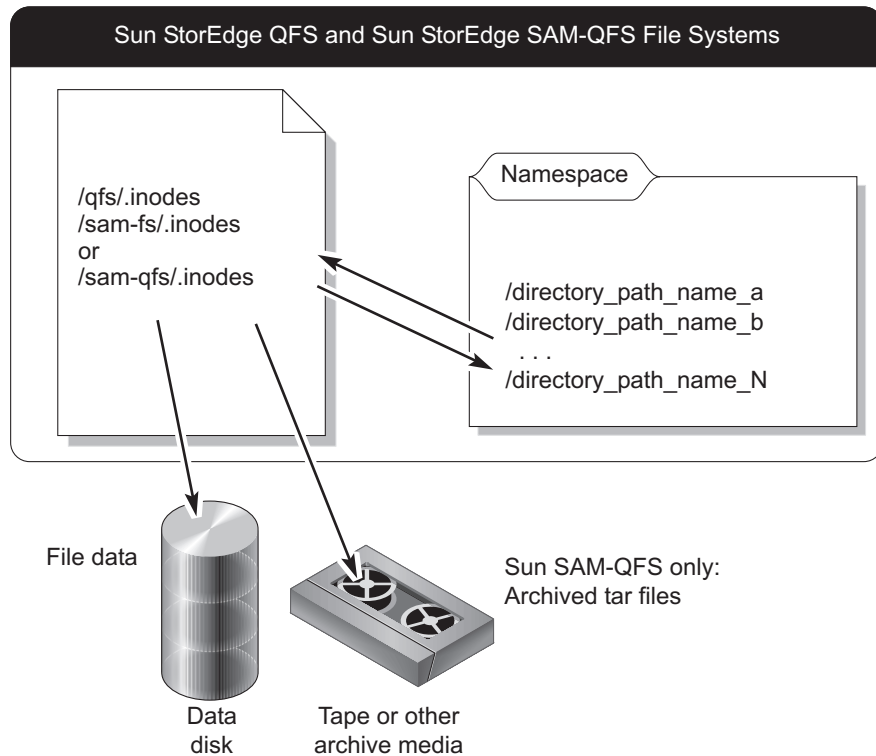 Sun StorEdge QFS and Sun StorEdge SAM-QFS File Systems
/qfs/.inodes
/sam-fs/.inodes
or
/sam-qfs/.inodes
Namespace
/directory_path_name_a
/directory_path_name_b
. . .
/directory_path_name_N
File data
Sun SAM-QFS only:
Archived tar files
Data
disk
Tape or other
archive media